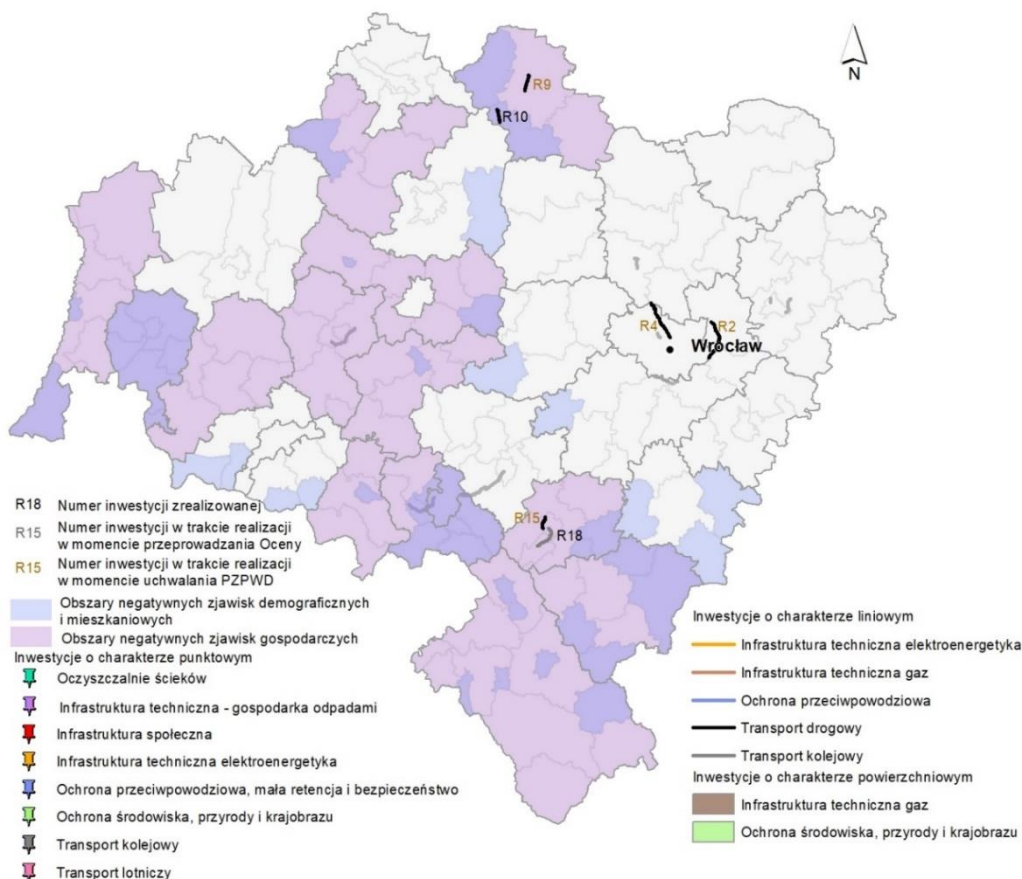 N
R9
R10
R4
R2
Wrocław
R15
R18
R18 Numer inwestycji zrealizowanej
R15 Numer inwestycji w trakcie realizacji
w momencie przeprowadzania Oceny
R15 Numer inwestycji w trakcie realizacji
w momencie uchwalania PZPWD
Obszary negatywnych zjawisk demograficznych
i mieszkaniowych
Obszary negatywnych zjawisk gospodarczych
Inwestycje o charakterze punktowym
Oczyszczalnie ścieków
Infrastruktura techniczna - gospodarka odpadami
Infrastruktura społeczna
Infrastruktura techniczna elektroenergetyka
Ochrona przeciwpowodziowa, mała retencja i bezpieczeństwo
Ochrona środowiska, przyrody i krajobrazu
Transport kolejowy
Transport lotniczy
Inwestycje o charakterze liniowym
Infrastruktura techniczna elektroenergetyka
Infrastruktura techniczna gaz
Ochrona przeciwpowodziowa
Transport drogowy
Transport kolejowy
Inwestycje o charakterze powierzchniowym
Infrastruktura techniczna gaz
Ochrona środowiska, przyrody i krajobrazu